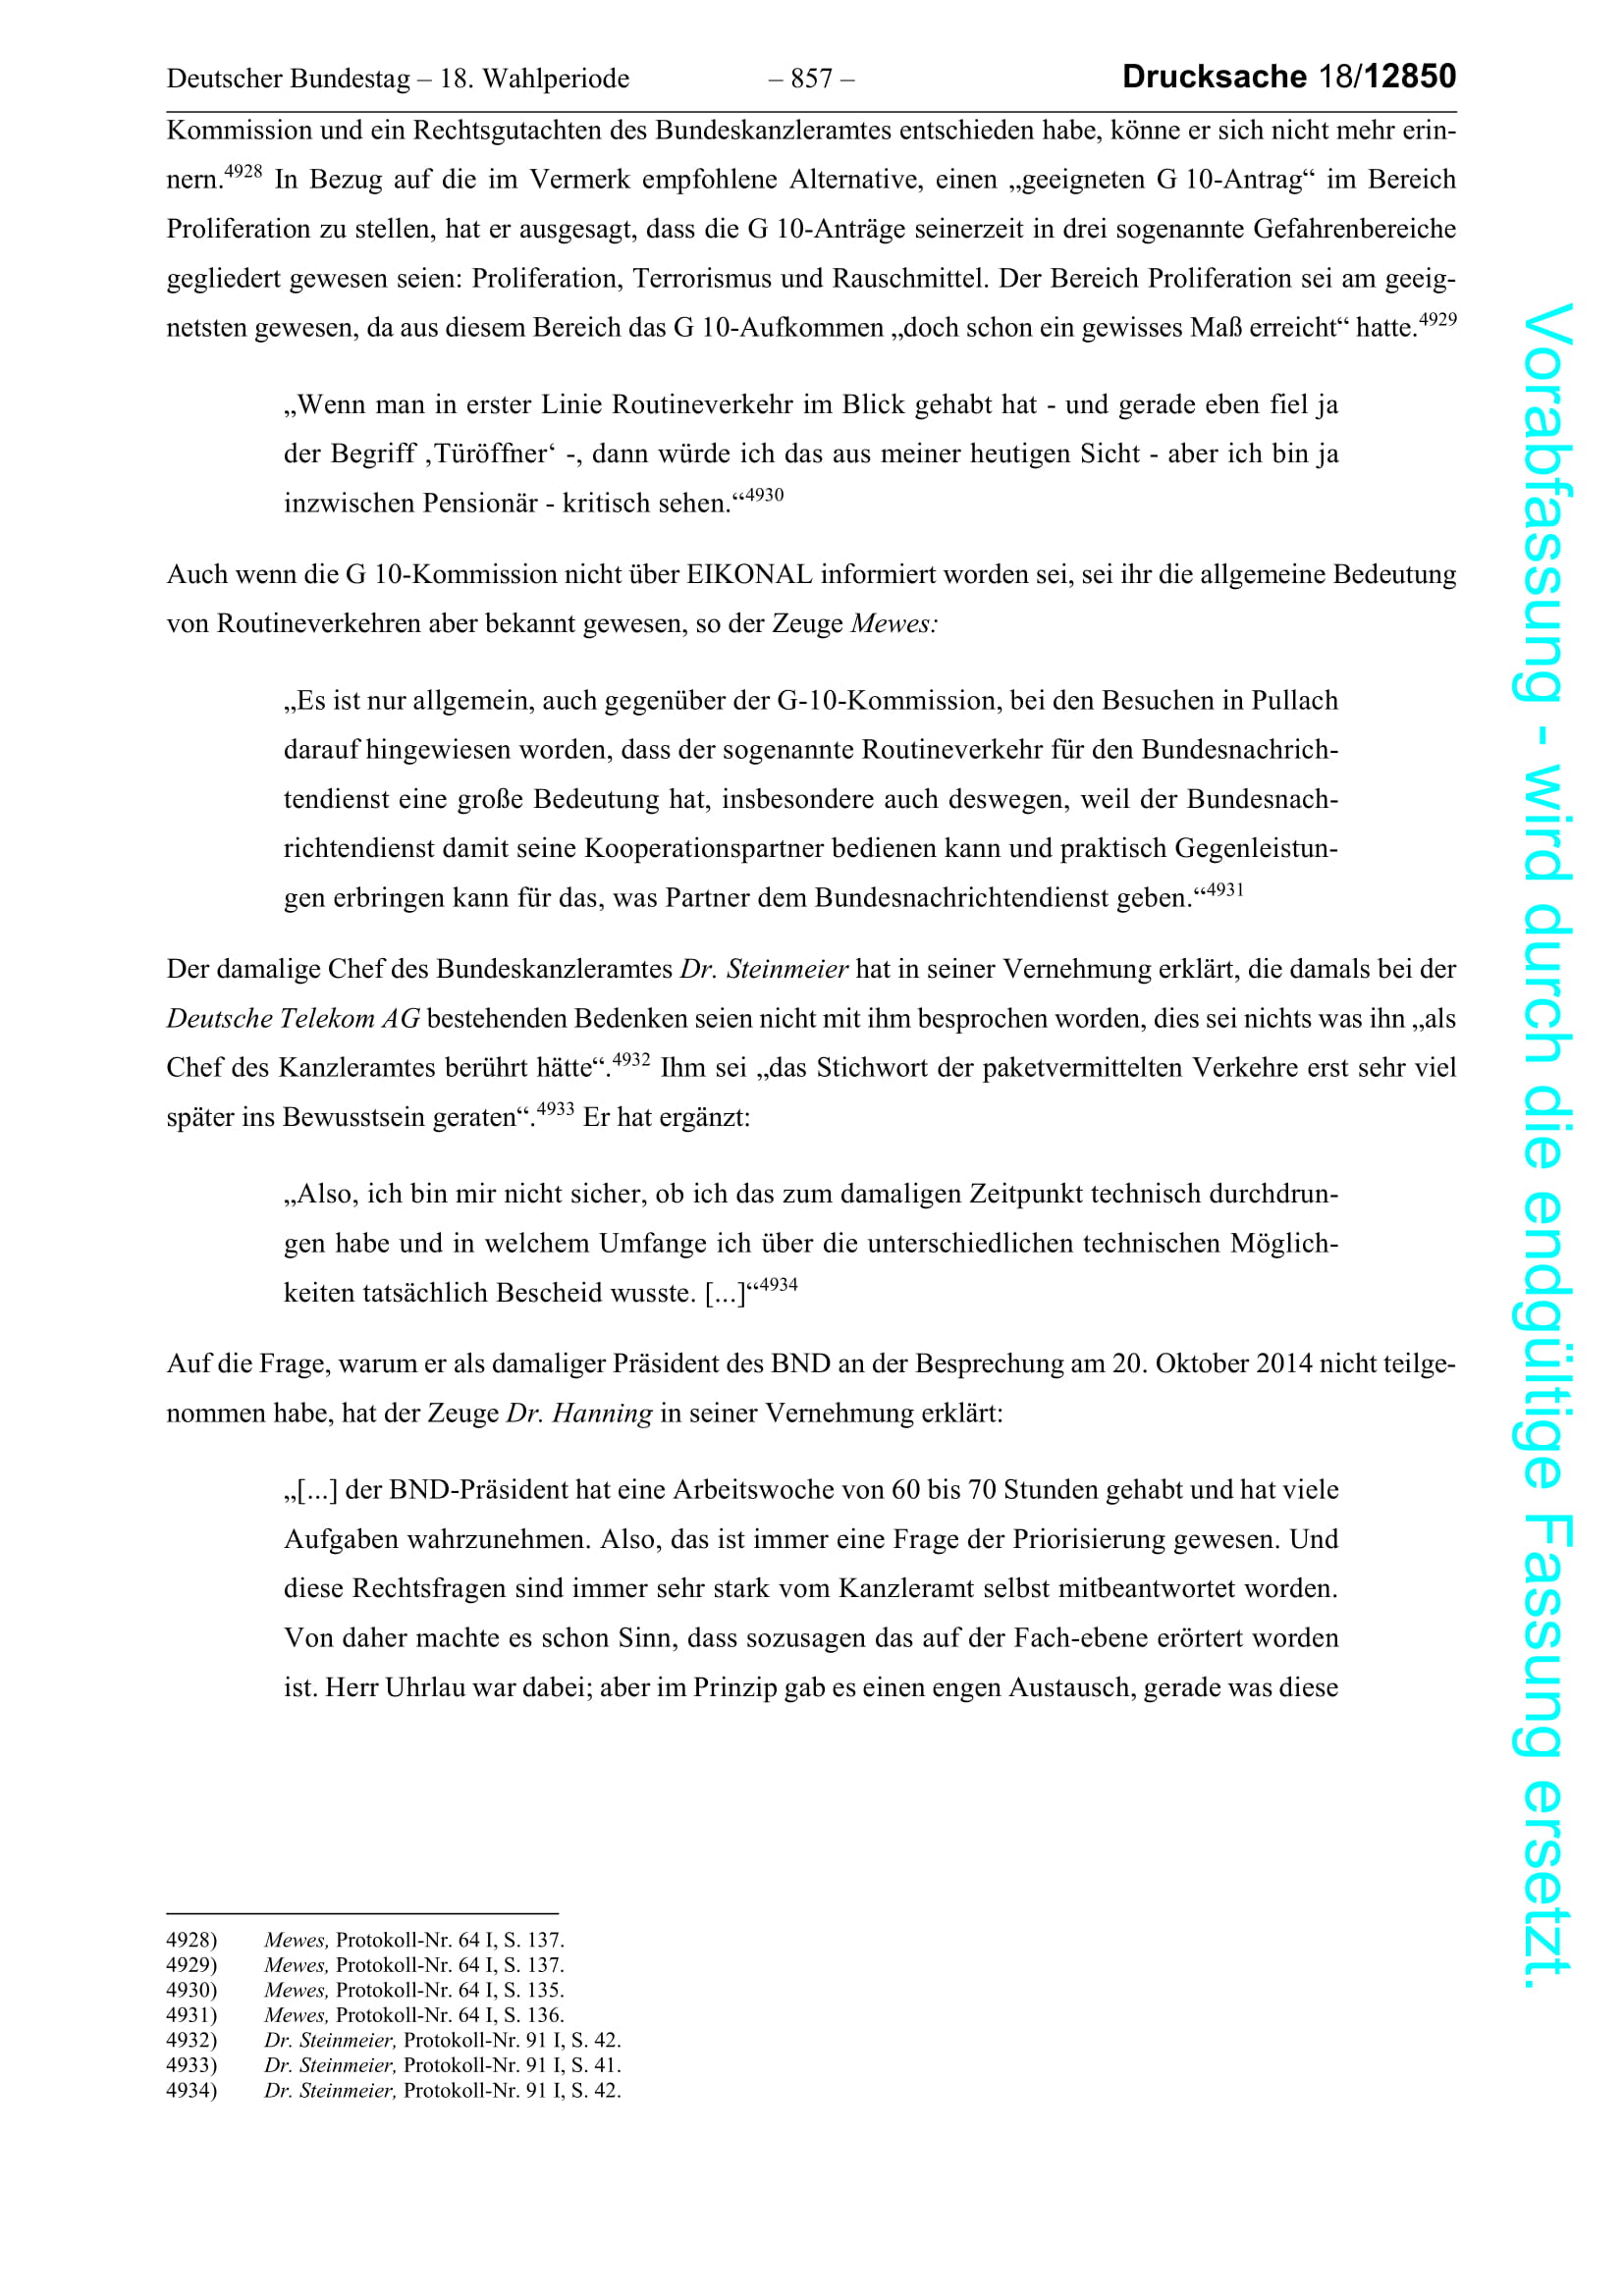 Deutscher Bundestag – 18. Wahlperiode – 857 – Drucksache 18/12850
Kommission und ein Rechtsgutachten des Bundeskanzleramtes entschieden habe, könne er sich nicht mehr erin-
nern.4928 In Bezug auf die im Vermerk empfohlene Alternative, einen „geeigneten G 10-Antrag“ im Bereich
Proliferation zu stellen, hat er ausgesagt, dass die G 10-Anträge seinerzeit in drei sogenannte Gefahrenbereiche
gegliedert gewesen seien: Proliferation, Terrorismus und Rauschmittel. Der Bereich Proliferation sei am geeig-
netsten gewesen, da aus diesem Bereich das G 10-Aufkommen „doch schon ein gewisses Maß erreicht“ hatte.4929
„Wenn man in erster Linie Routineverkehr im Blick gehabt hat - und gerade eben fiel ja
der Begriff ‚Türöffner‘ -, dann würde ich das aus meiner heutigen Sicht - aber ich bin ja
inzwischen Pensionär - kritisch sehen.“4930
Auch wenn die G 10-Kommission nicht über EIKONAL informiert worden sei, sei ihr die allgemeine Bedeutung
von Routineverkehren aber bekannt gewesen, so der Zeuge Mewes:
„Es ist nur allgemein, auch gegenüber der G-10-Kommission, bei den Besuchen in Pullach
darauf hingewiesen worden, dass der sogenannte Routineverkehr für den Bundesnachrich-
tendienst eine große Bedeutung hat, insbesondere auch deswegen, weil der Bundesnach-
richtendienst damit seine Kooperationspartner bedienen kann und praktisch Gegenleistun-
gen erbringen kann für das, was Partner dem Bundesnachrichtendienst geben.“4931
Der damalige Chef des Bundeskanzleramtes Dr. Steinmeier hat in seiner Vernehmung erklärt, die damals bei der
Deutsche Telekom AG bestehenden Bedenken seien nicht mit ihm besprochen worden, dies sei nichts was ihn „als
Chef des Kanzleramtes berührt hätte“.4932 Ihm sei „das Stichwort der paketvermittelten Verkehre erst sehr viel
später ins Bewusstsein geraten“.4933 Er hat ergänzt:
„Also, ich bin mir nicht sicher, ob ich das zum damaligen Zeitpunkt technisch durchdrun-
gen habe und in welchem Umfange ich über die unterschiedlichen technischen Möglich-
keiten tatsächlich Bescheid wusste. [...]“4934
Auf die Frage, warum er als damaliger Präsident des BND an der Besprechung am 20. Oktober 2014 nicht teilge-
nommen habe, hat der Zeuge Dr. Hanning in seiner Vernehmung erklärt:
„[...] der BND-Präsident hat eine Arbeitswoche von 60 bis 70 Stunden gehabt und hat viele
Aufgaben wahrzunehmen. Also, das ist immer eine Frage der Priorisierung gewesen. Und
diese Rechtsfragen sind immer sehr stark vom Kanzleramt selbst mitbeantwortet worden.
Von daher machte es schon Sinn, dass sozusagen das auf der Fach-ebene erörtert worden
ist. Herr Uhrlau war dabei; aber im Prinzip gab es einen engen Austausch, gerade was diese
4928) Mewes, Protokoll-Nr. 64 I, S. 137.
4929) Mewes, Protokoll-Nr. 64 I, S. 137.
4930) Mewes, Protokoll-Nr. 64 I, S. 135.
4931) Mewes, Protokoll-Nr. 64 I, S. 136.
4932) Dr. Steinmeier, Protokoll-Nr. 91 I, S. 42.
4933) Dr. Steinmeier, Protokoll-Nr. 91 I, S. 41.
4934) Dr. Steinmeier, Protokoll-Nr. 91 I, S. 42.
Vorabfassung - wird durch die endgültige Fassung ersetzt.